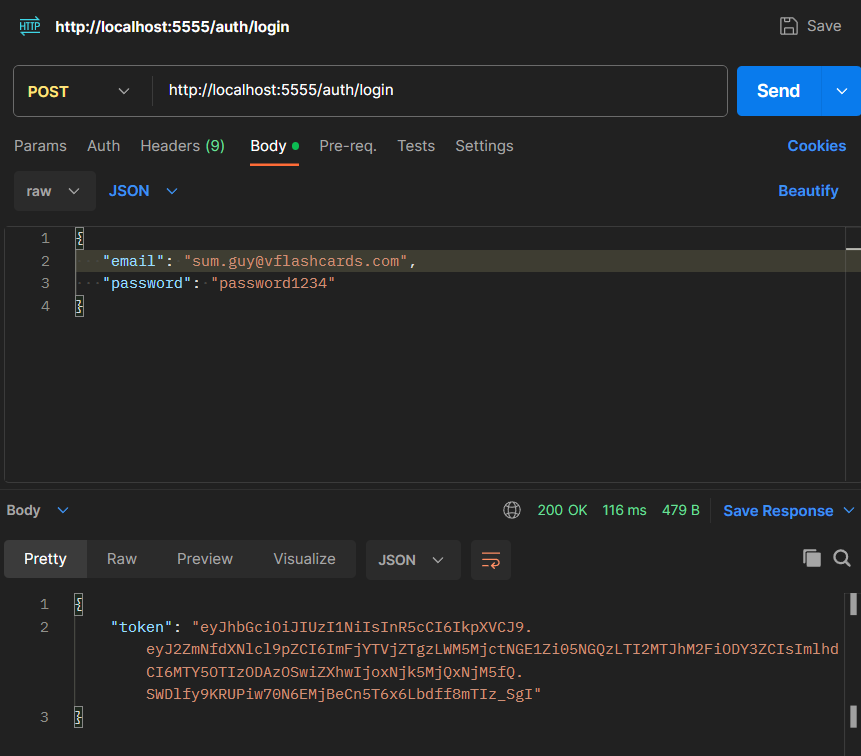 HTTP http://localhost:5555/auth/login Save
POST http://localhost:5555/auth/login Send
Params Auth Headers (9) Body Pre-req. Tests Settings Cookies
raw JSON Beautify
1 {
2 "email": "sum.guy@vflashcards.com",
3 "password": "password1234"
4 }
Body 200 OK 116 ms 479 B Save Response
Pretty Raw Preview Visualize JSON
1 {
2 "token": "eyJhbGciOiJIUzI1NiIsInR5cCI6IkpXVCJ9.
eyJ2ZmNfdXNlcl9pZCI6ImFjYTVjZTgzLWM5MjctNGE1Zi05NGQzLTI2MTJhM2FiODY3ZCIsImlhd
CI6MTY5OTIzODAzOSwiZXhwIjoxNjk5MjQxNjM5fQ.
SWDlfy9KRUPiw70N6EMjBeCn5T6x6Lbdff8mTIz_SgI"
3 }